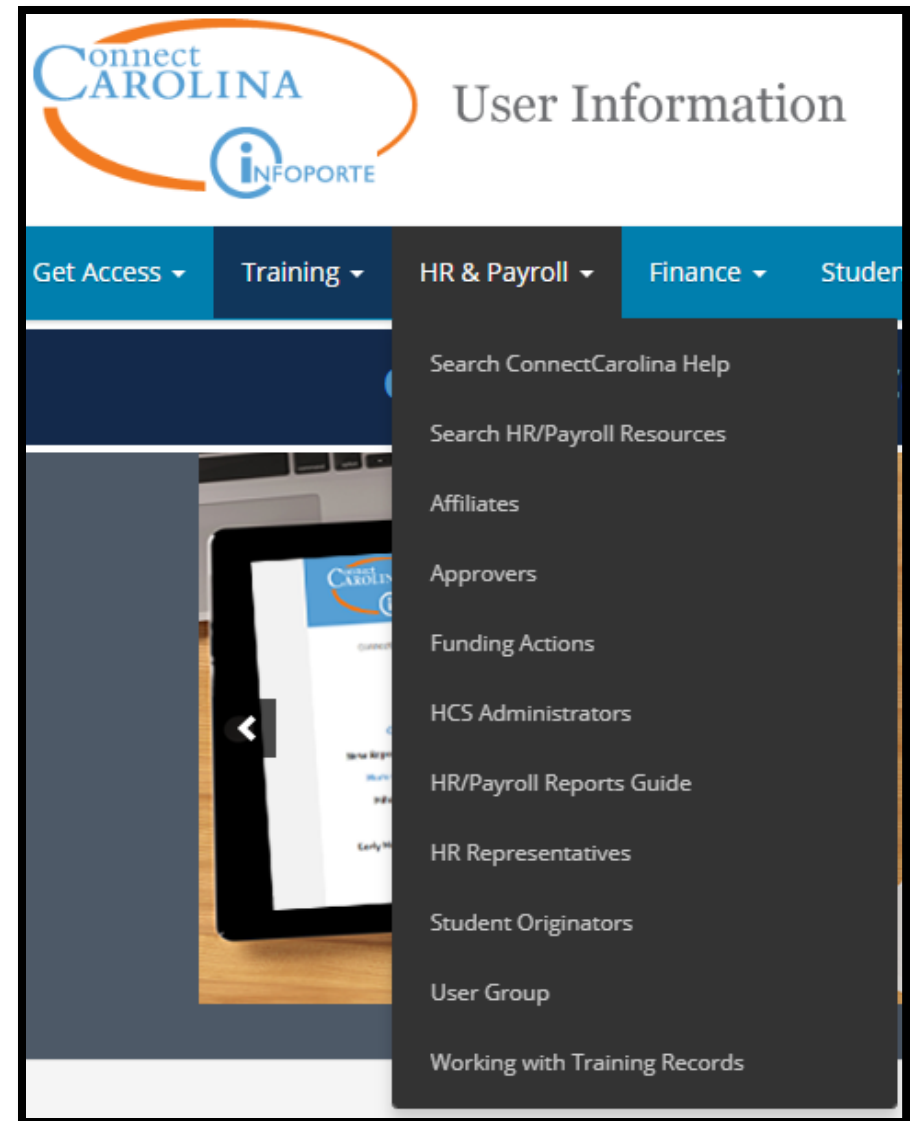 Connect
CAROLINA
INFOPORTE
User Information
Get Access
Training
HR & Payroll
Finance
Search ConnectCarolina Help
Search HR/Payroll Resources
Affiliates
Approvers
Funding Actions
HCS Administrators
HR/Payroll Reports Guide
HR Representatives
Student Originators
User Group
Working with Training Records